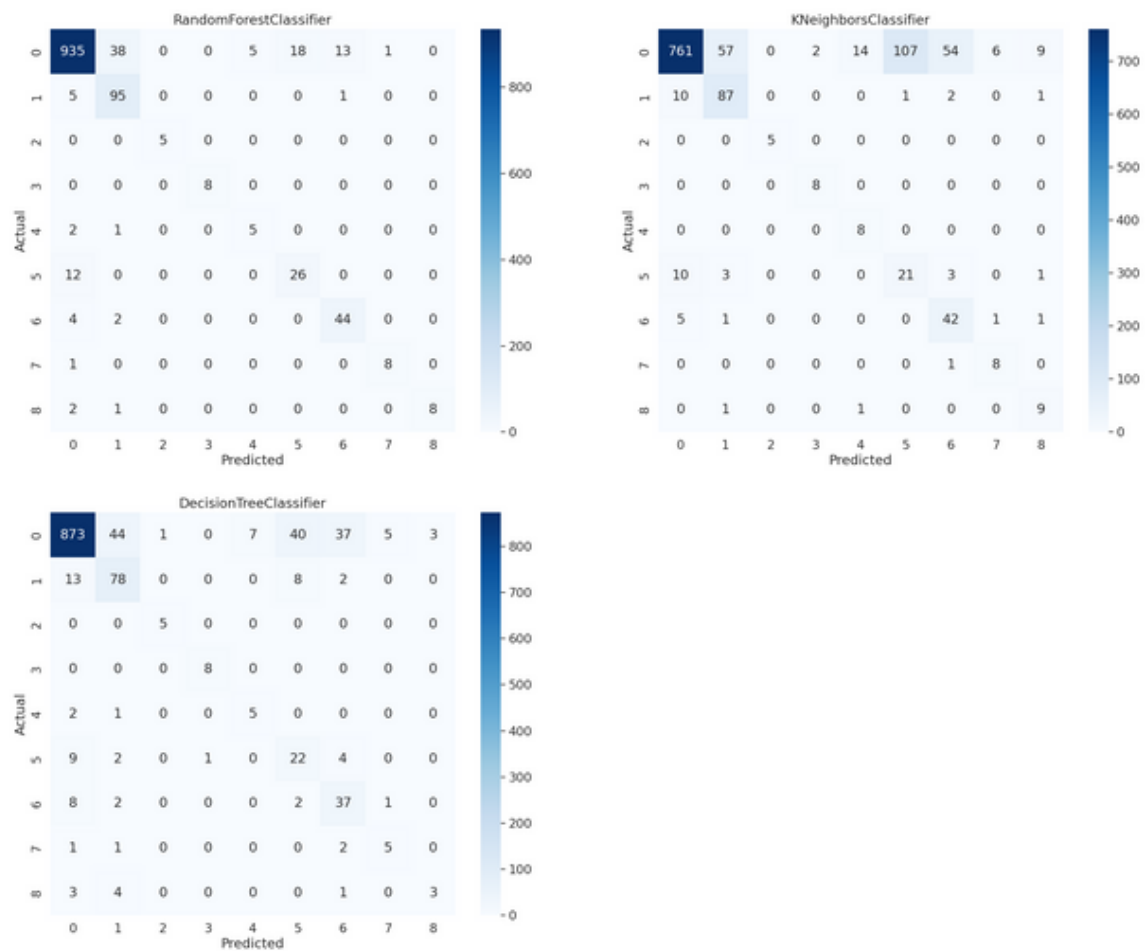 RandomForestClassifier
0 935 38 0 0 5 18 13 1 0
1 5 95 0 0 0 0 1 0 0
2 0 0 5 0 0 0 0 0 0
3 0 0 0 8 0 0 0 0 0
4 2 1 0 0 5 0 0 0 0
5 12 0 0 0 0 26 0 0 0
6 4 2 0 0 0 0 44 0 0
7 1 0 0 0 0 0 0 8 0
8 2 1 0 0 0 0 0 0 8
0 1 2 3 4 5 6 7 8
Actual
Predicted
800
600
400
200
0
KNeighborsClassifier
0 761 57 0 2 14 107 54 6 9
1 10 87 0 0 0 1 2 0 1
2 0 0 5 0 0 0 0 0 0
3 0 0 0 8 0 0 0 0 0
4 0 0 0 0 8 0 0 0 0
5 10 3 0 0 0 21 3 0 1
6 5 1 0 0 0 0 42 1 1
7 0 0 0 0 0 0 1 8 0
8 0 1 0 0 1 0 0 0 9
0 1 2 3 4 5 6 7 8
Actual
Predicted
700
600
500
400
300
200
100
0
DecisionTreeClassifier
0 873 44 1 0 7 40 37 5 3
1 13 78 0 0 0 8 2 0 0
2 0 0 5 0 0 0 0 0 0
3 0 0 0 8 0 0 0 0 0
4 2 1 0 0 5 0 0 0 0
5 9 2 0 1 0 22 4 0 0
6 8 2 0 0 0 2 37 1 0
7 1 1 0 0 0 0 2 5 0
8 3 4 0 0 0 0 1 0 3
0 1 2 3 4 5 6 7 8
Actual
Predicted
800
700
600
500
400
300
200
100
0